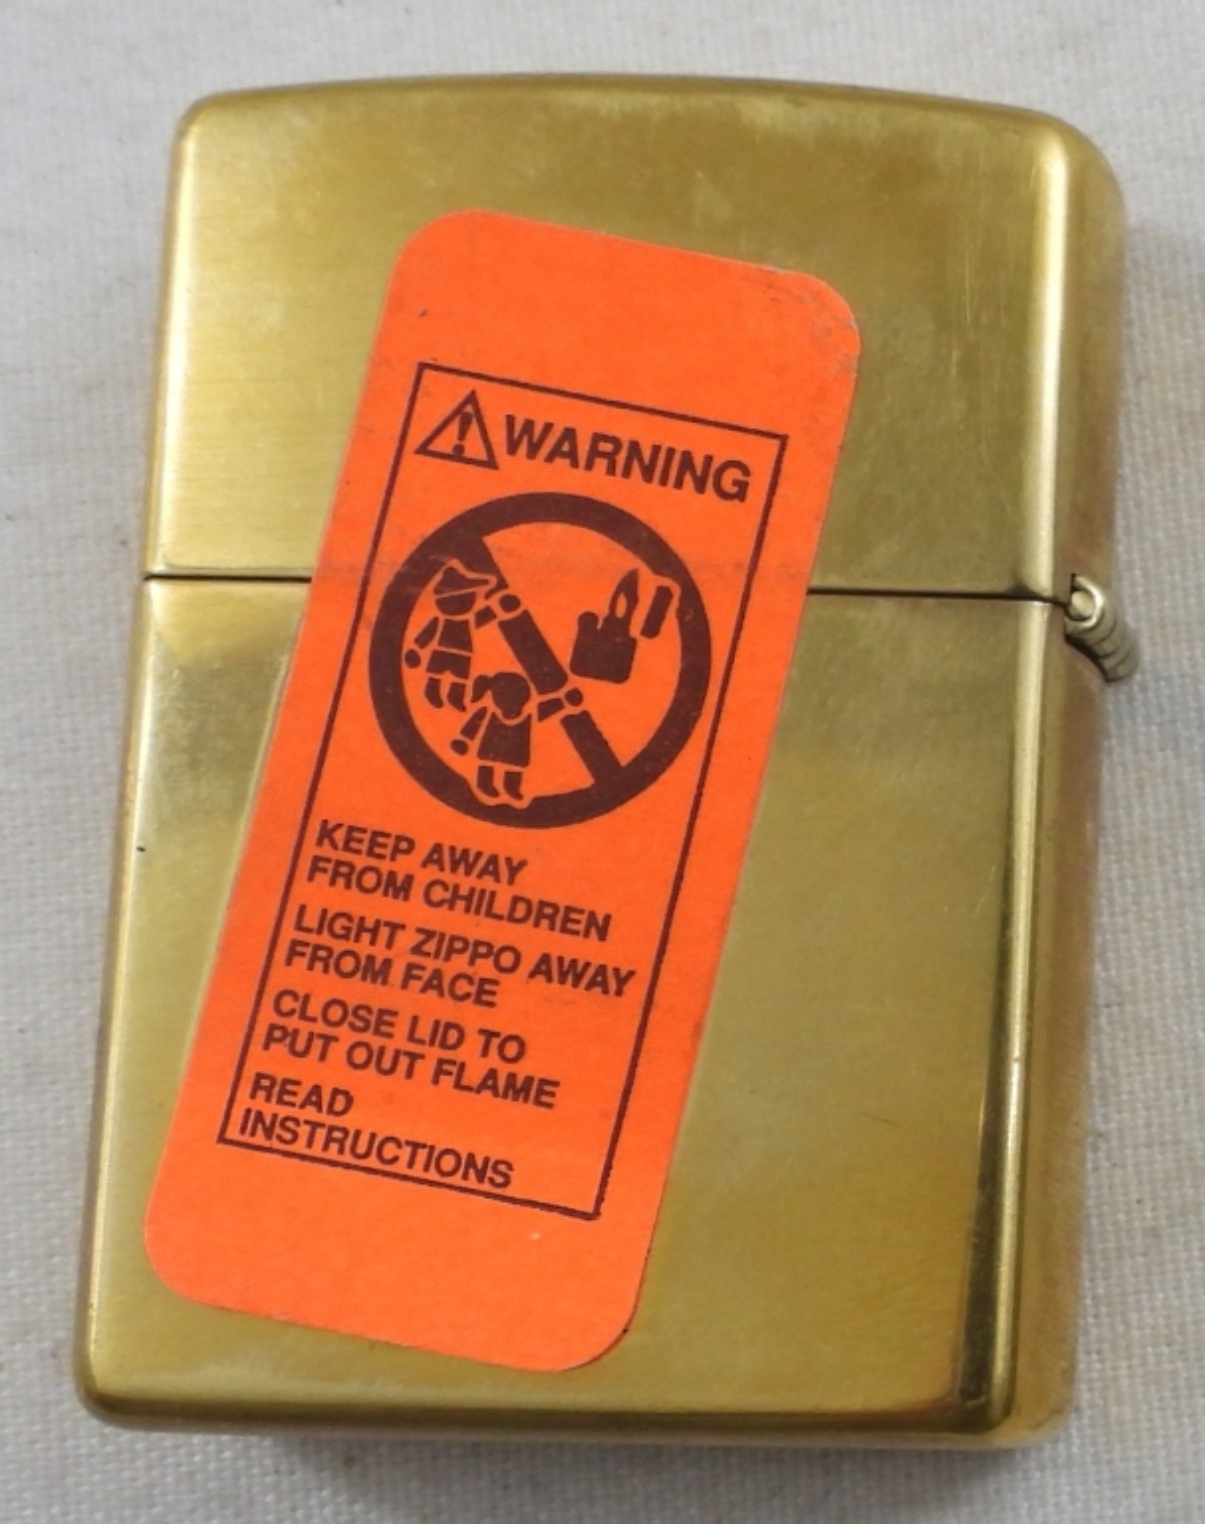 WARNING
KEEP AWAY
FROM CHILDREN
LIGHT ZIPPO AWAY
FROM FACE
CLOSE LID TO
PUT OUT FLAME
READ
INSTRUCTIONS